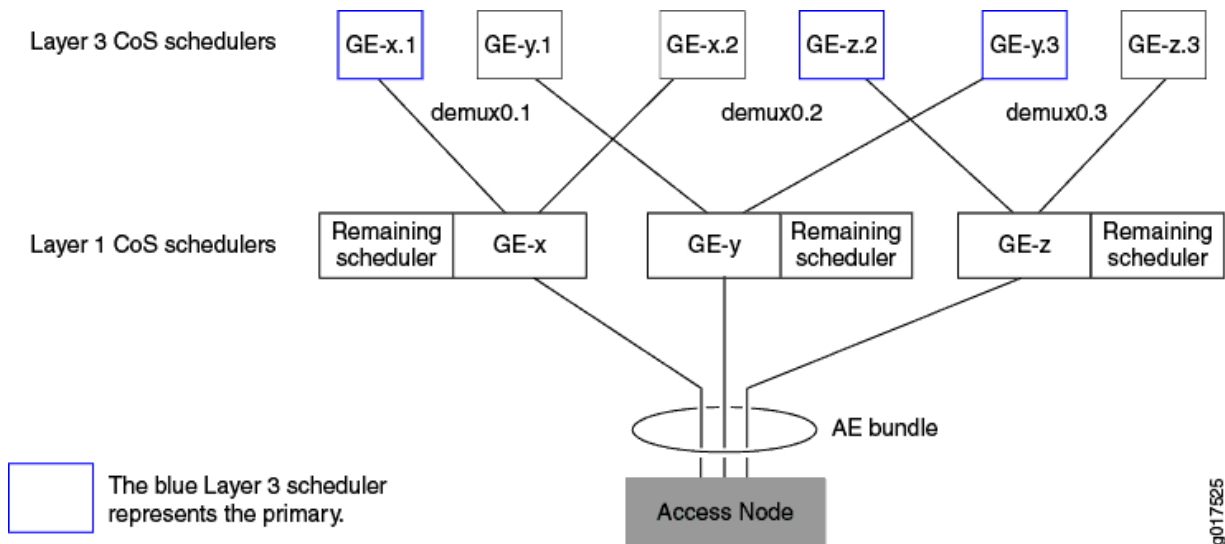 Layer 3 CoS schedulers
GE-x.1
GE-y.1
GE-x.2
GE-z.2
GE-y.3
GE-z.3
demux0.1
demux0.2
demux0.3
Layer 1 CoS schedulers
Remaining
scheduler
GE-x
GE-y
Remaining
scheduler
GE-z
Remaining
scheduler
AE bundle
The blue Layer 3 scheduler
represents the primary.
Access Node
g017525